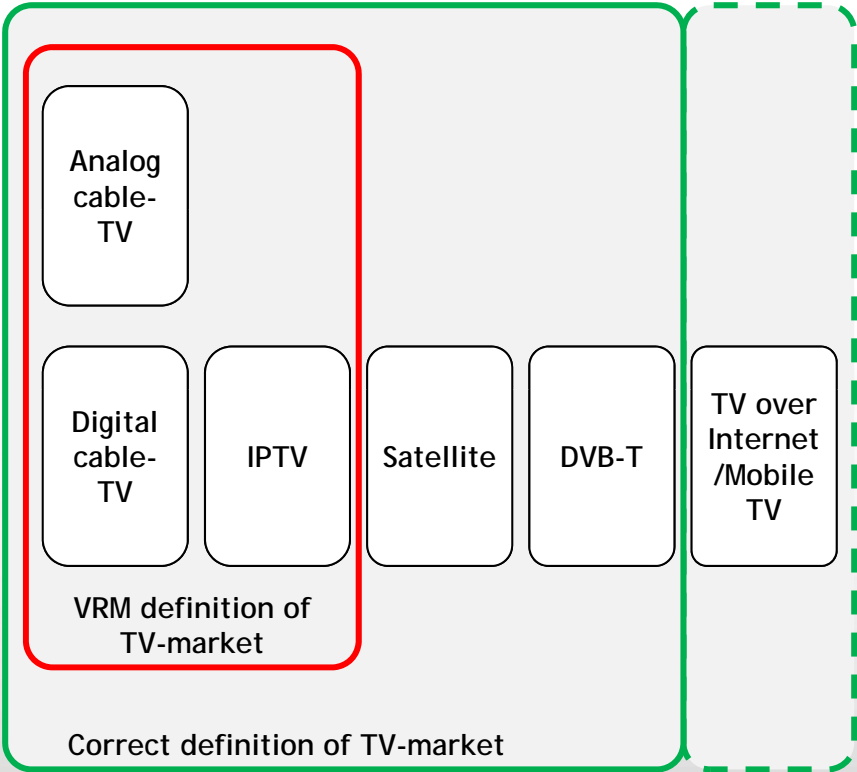 Analog
cable-
TV
Digital
cable-
TV
IPTV
Satellite
DVB-T
TV over
Internet
/Mobile
TV
VRM definition of
TV-market
Correct definition of TV-market